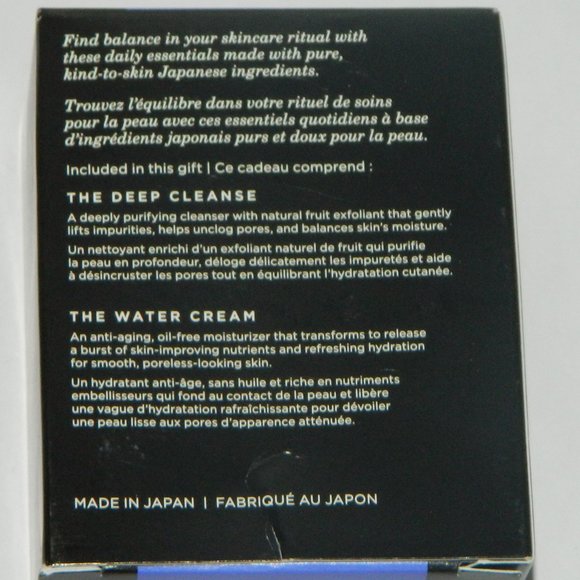 Find balance in your skincare ritual with
these daily essentials made with pure,
kind-to-skin Japanese ingredients.
Trouvez l'équilibre dans votre rituel de soins
pour la peau avec ces essentiels quotidiens à base
d'ingrédients japonais purs et doux pour la peau.
Included in this gift | Ce cadeau comprend :
THE DEEP CLEANSE
A deeply purifying cleanser with natural fruit exfoliant that gently
lifts impurities, helps unclog pores, and balances skin's moisture.
Un nettoyant enrichi d'un exfoliant naturel de fruit qui purifie
la peau en profondeur, déloge délicatement les impuretés et aide
à désincruster les pores tout en équilibrant l'hydratation cutanée.
THE WATER CREAM
An anti-aging, oil-free moisturizer that transforms to release
a burst of skin-improving nutrients and refreshing hydration
for smooth, poreless-looking skin.
Un hydratant anti-âge, sans huile et riche en nutriments
embellisseurs qui fond au contact de la peau et libère
une vague d'hydratation rafraîchissante pour dévoiler
une peau lisse aux pores d'apparence atténuée.
MADE IN JAPAN | FABRIQUÉ AU JAPON